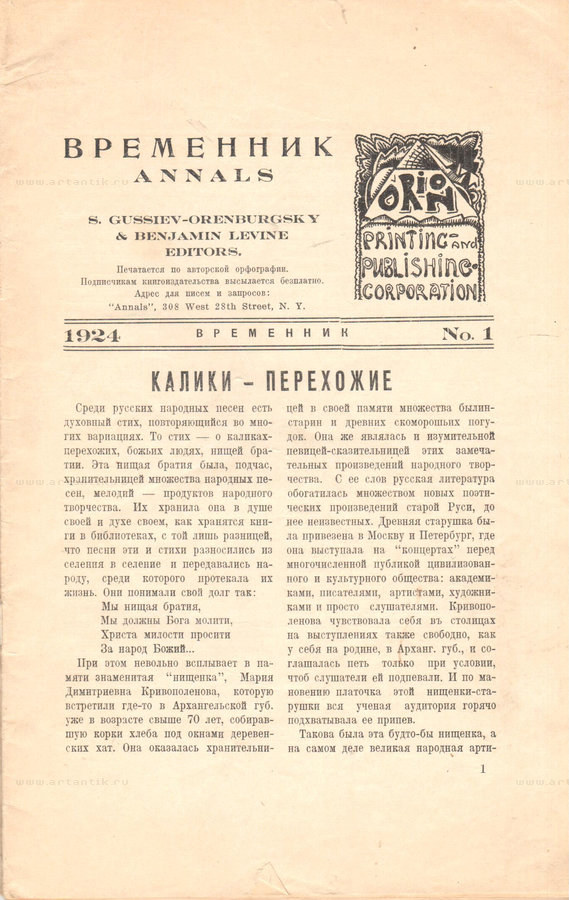 ВРЕМЕННИК
ANNALS
S. GUSSIEV-ORENBURGSKY
& BENJAMIN LEVINE
EDITORS.
Печатается по авторской орфографии.
Подписчикам книгоиздательства высылается безплатно.
Адрес для писем и запросов:
"Annals", 308 West 28th Street, N. Y.
ORION
PRINTING AND
PUBLISHING
CORPORATION
1924 ВРЕМЕННИК No. 1
КАЛИКИ - ПЕРЕХОЖИЕ
Среди русских народных песен есть
духовный стих, повторяющийся во мно-
гих вариациях. То стих — о каликах-
перехожих, божьих людях, нищей бра-
тии. Эта нищая братия была, подчас,
хранительницей множества народных пе-
сен, мелодий — продуктов народного
творчества. Их хранила она в душе
своей и духе своем, как хранятся кни-
ги в библиотеках, с той лишь разницей,
что песни эти и стихи разносились из
селения в селение и передавались на-
роду, среди которого протекала их
жизнь. Они понимали свой долг так:
Мы нищая братия,
Мы должны Бога молити,
Христа милости просити
За народ Божий...
При этом невольно всплывает в па-
мяти знаменитая "нищенка", Мария
Димитриевна Кривополенова, которую
встретили где-то в Архангельской губ.
уже в возрасте свыше 70 лет, собирав-
шую корки хлеба под окнами деревен-
ских хат. Она оказалась хранительни-
цей в своей памяти множества былин-
старин и древних скоморошьих погу-
док. Она же являлась и изумительной
певицей-сказительницей этих замеча-
тельных произведений народного твор-
чества. С ее слов русская литература
обогатилась множеством новых поэти-
ческих произведений старой Руси, до
нее неизвестных. Древняя старушка бы-
ла привезена в Москву и Петербург, где
она выступала на "концертах" перед
многочисленной публикой цивилизован-
ного и культурного общества: академи-
ками, писателями, артистами, художни-
ками и просто слушателями. Кривопо-
ленова чувствовала себя въ столицах
на выступлениях также свободно, как
у себя на родине, в Арханг. губ., и со-
глашалась петь только при условии,
чтоб слушатели ей подпевали. И по ма-
новению платочка этой нищенки-ста-
рушки вся ученая аудитория горячо
подхватывала ее припев.
Такова была эта будто-бы нищенка, а
на самом деле великая народная арти-
1
www.artantik.ru